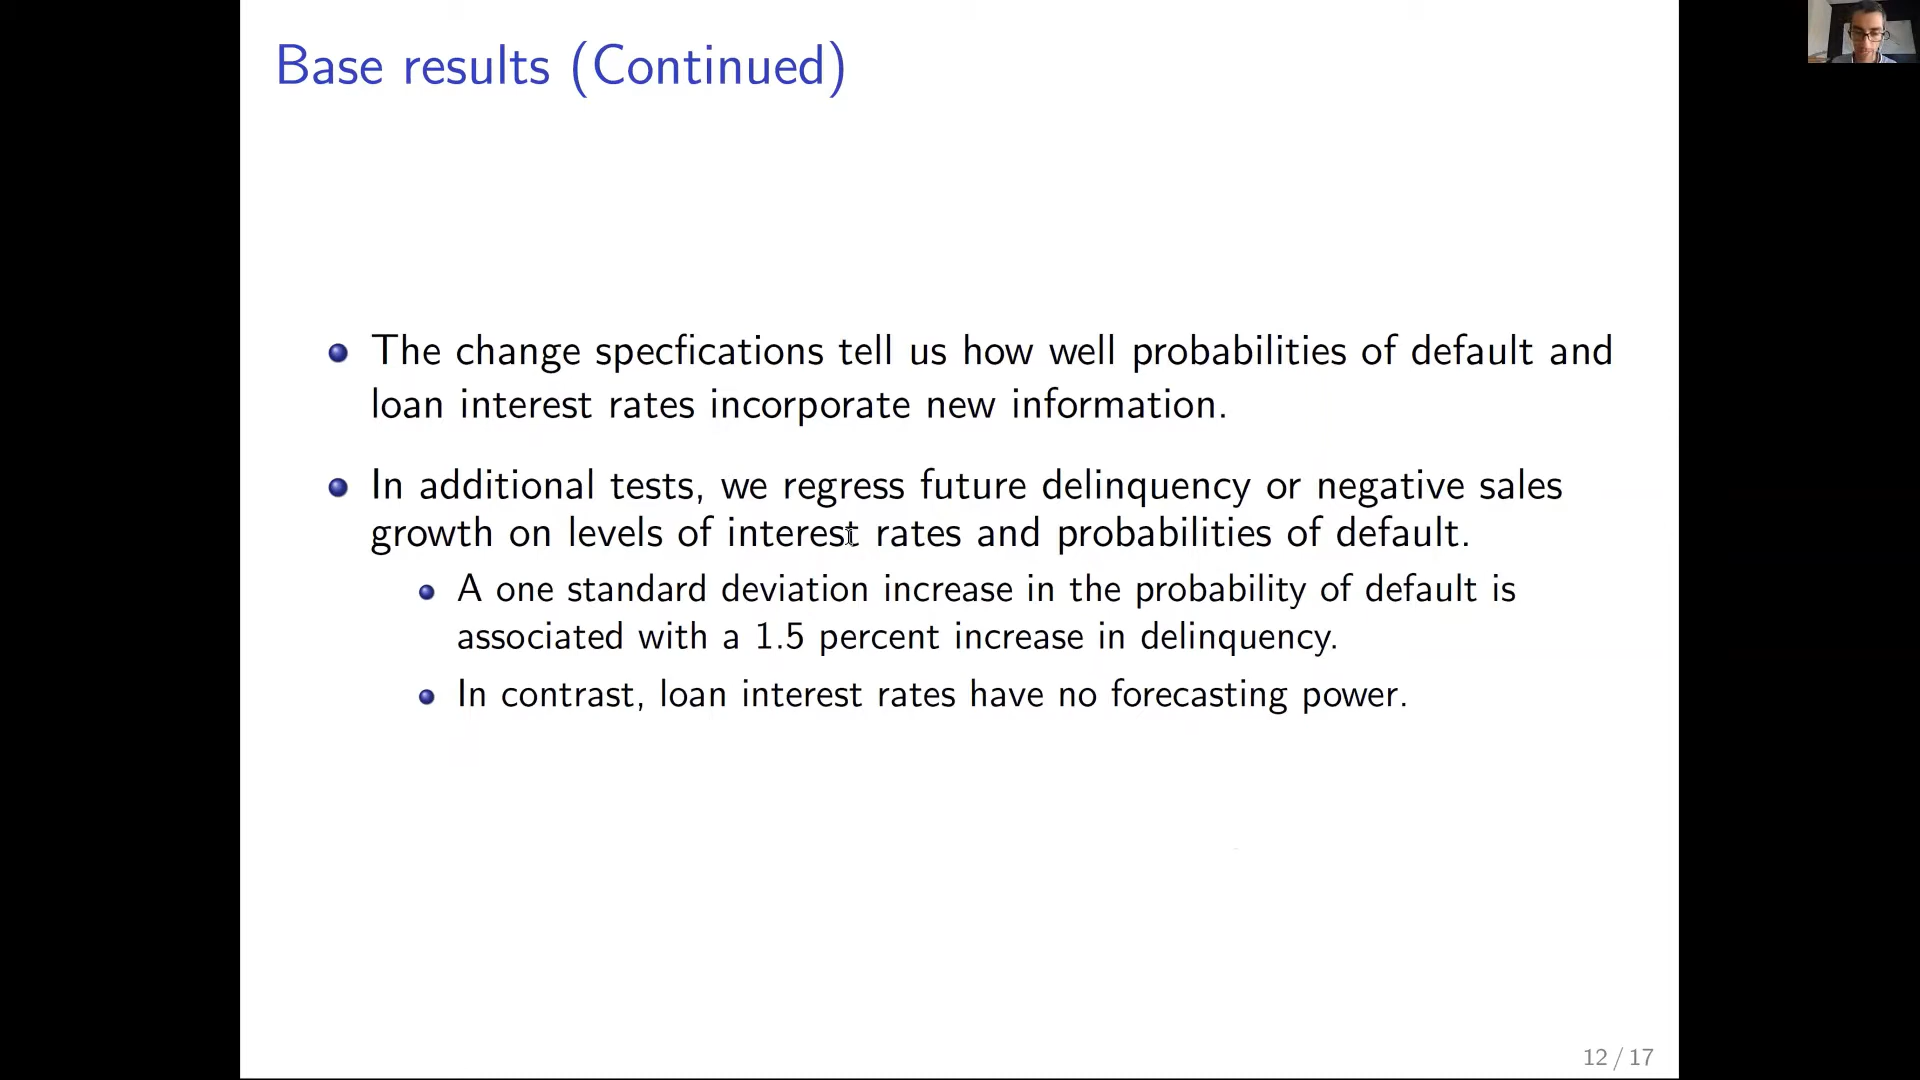 Base results (Continued)
The change specfications tell us how well probabilities of default and
loan interest rates incorporate new information.
In additional tests, we regress future delinquency or negative sales
growth on levels of interest rates and probabilities of default.
A one standard deviation increase in the probability of default is
associated with a 1.5 percent increase in delinquency.
In contrast, loan interest rates have no forecasting power.
12 / 17